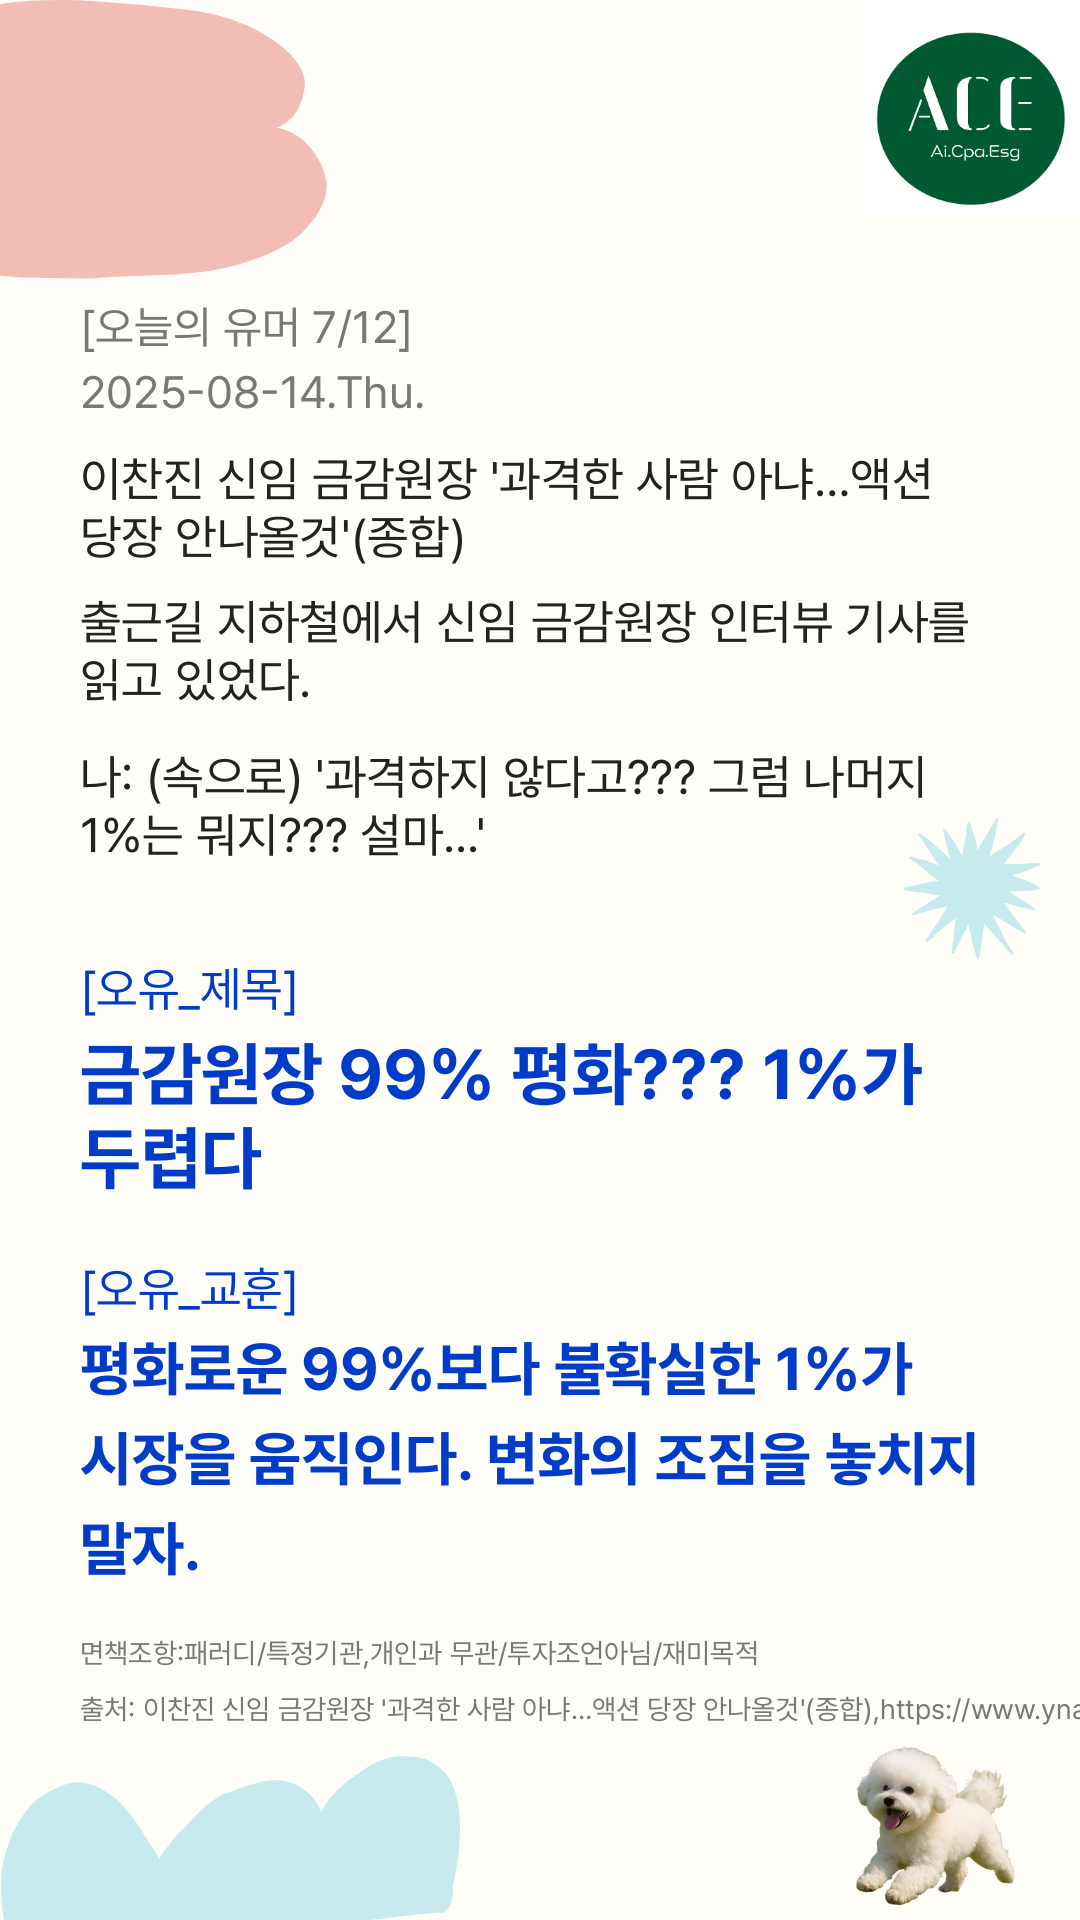 ACE
Ai.Cpa.Esg
[오늘의 유머 7/12]
2025-08-14.Thu.
이찬진 신임 금감원장 '과격한 사람 아냐...액션
당장 안나올것'(종합)
출근길 지하철에서 신임 금감원장 인터뷰 기사를
읽고 있었다.
나: (속으로) '과격하지 않다고??? 그럼 나머지
1%는 뭐지??? 설마...'
[오유_제목]
금감원장 99% 평화??? 1%가
두렵다
[오유_교훈]
평화로운 99%보다 불확실한 1%가
시장을 움직인다. 변화의 조짐을 놓치지
말자.
면책조항:패러디/특정기관,개인과 무관/투자조언아님/재미목적
출처: 이찬진 신임 금감원장 '과격한 사람 아냐...액션 당장 안나올것'(종합),https://www.yna